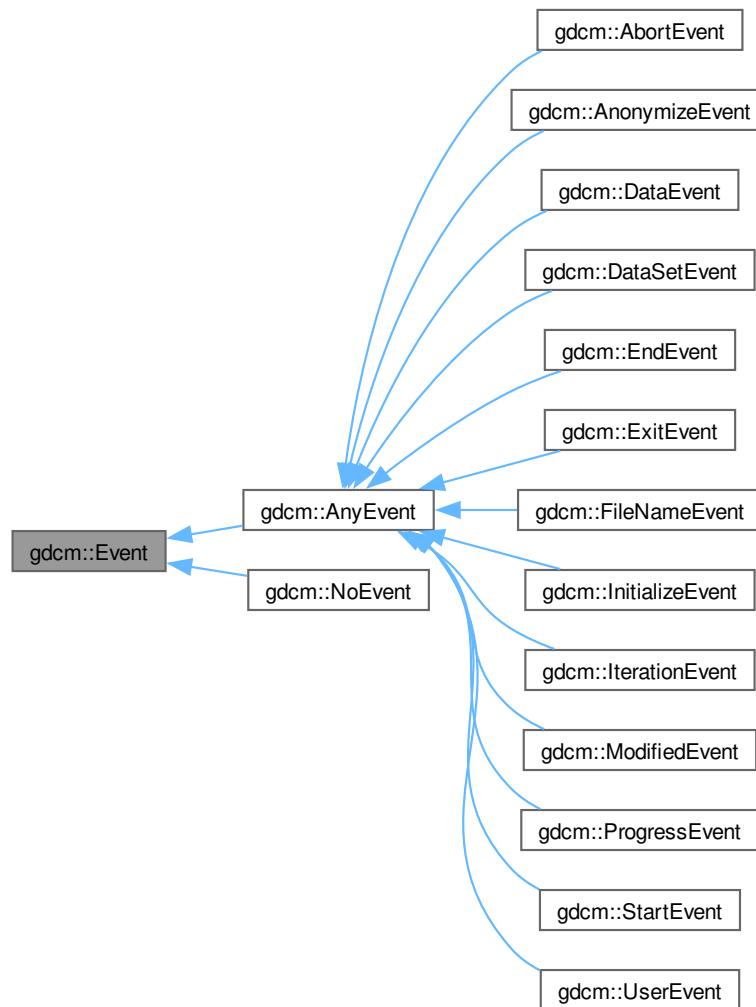 gdcm::AbortEvent
gdcm::AnonymizeEvent
gdcm::DataEvent
gdcm::DataSetEvent
gdcm::EndEvent
gdcm::ExitEvent
gdcm::AnyEvent
gdcm::FileNameEvent
gdcm::Event
gdcm::NoEvent
gdcm::InitializeEvent
gdcm::IterationEvent
gdcm::ModifiedEvent
gdcm::ProgressEvent
gdcm::StartEvent
gdcm::UserEvent